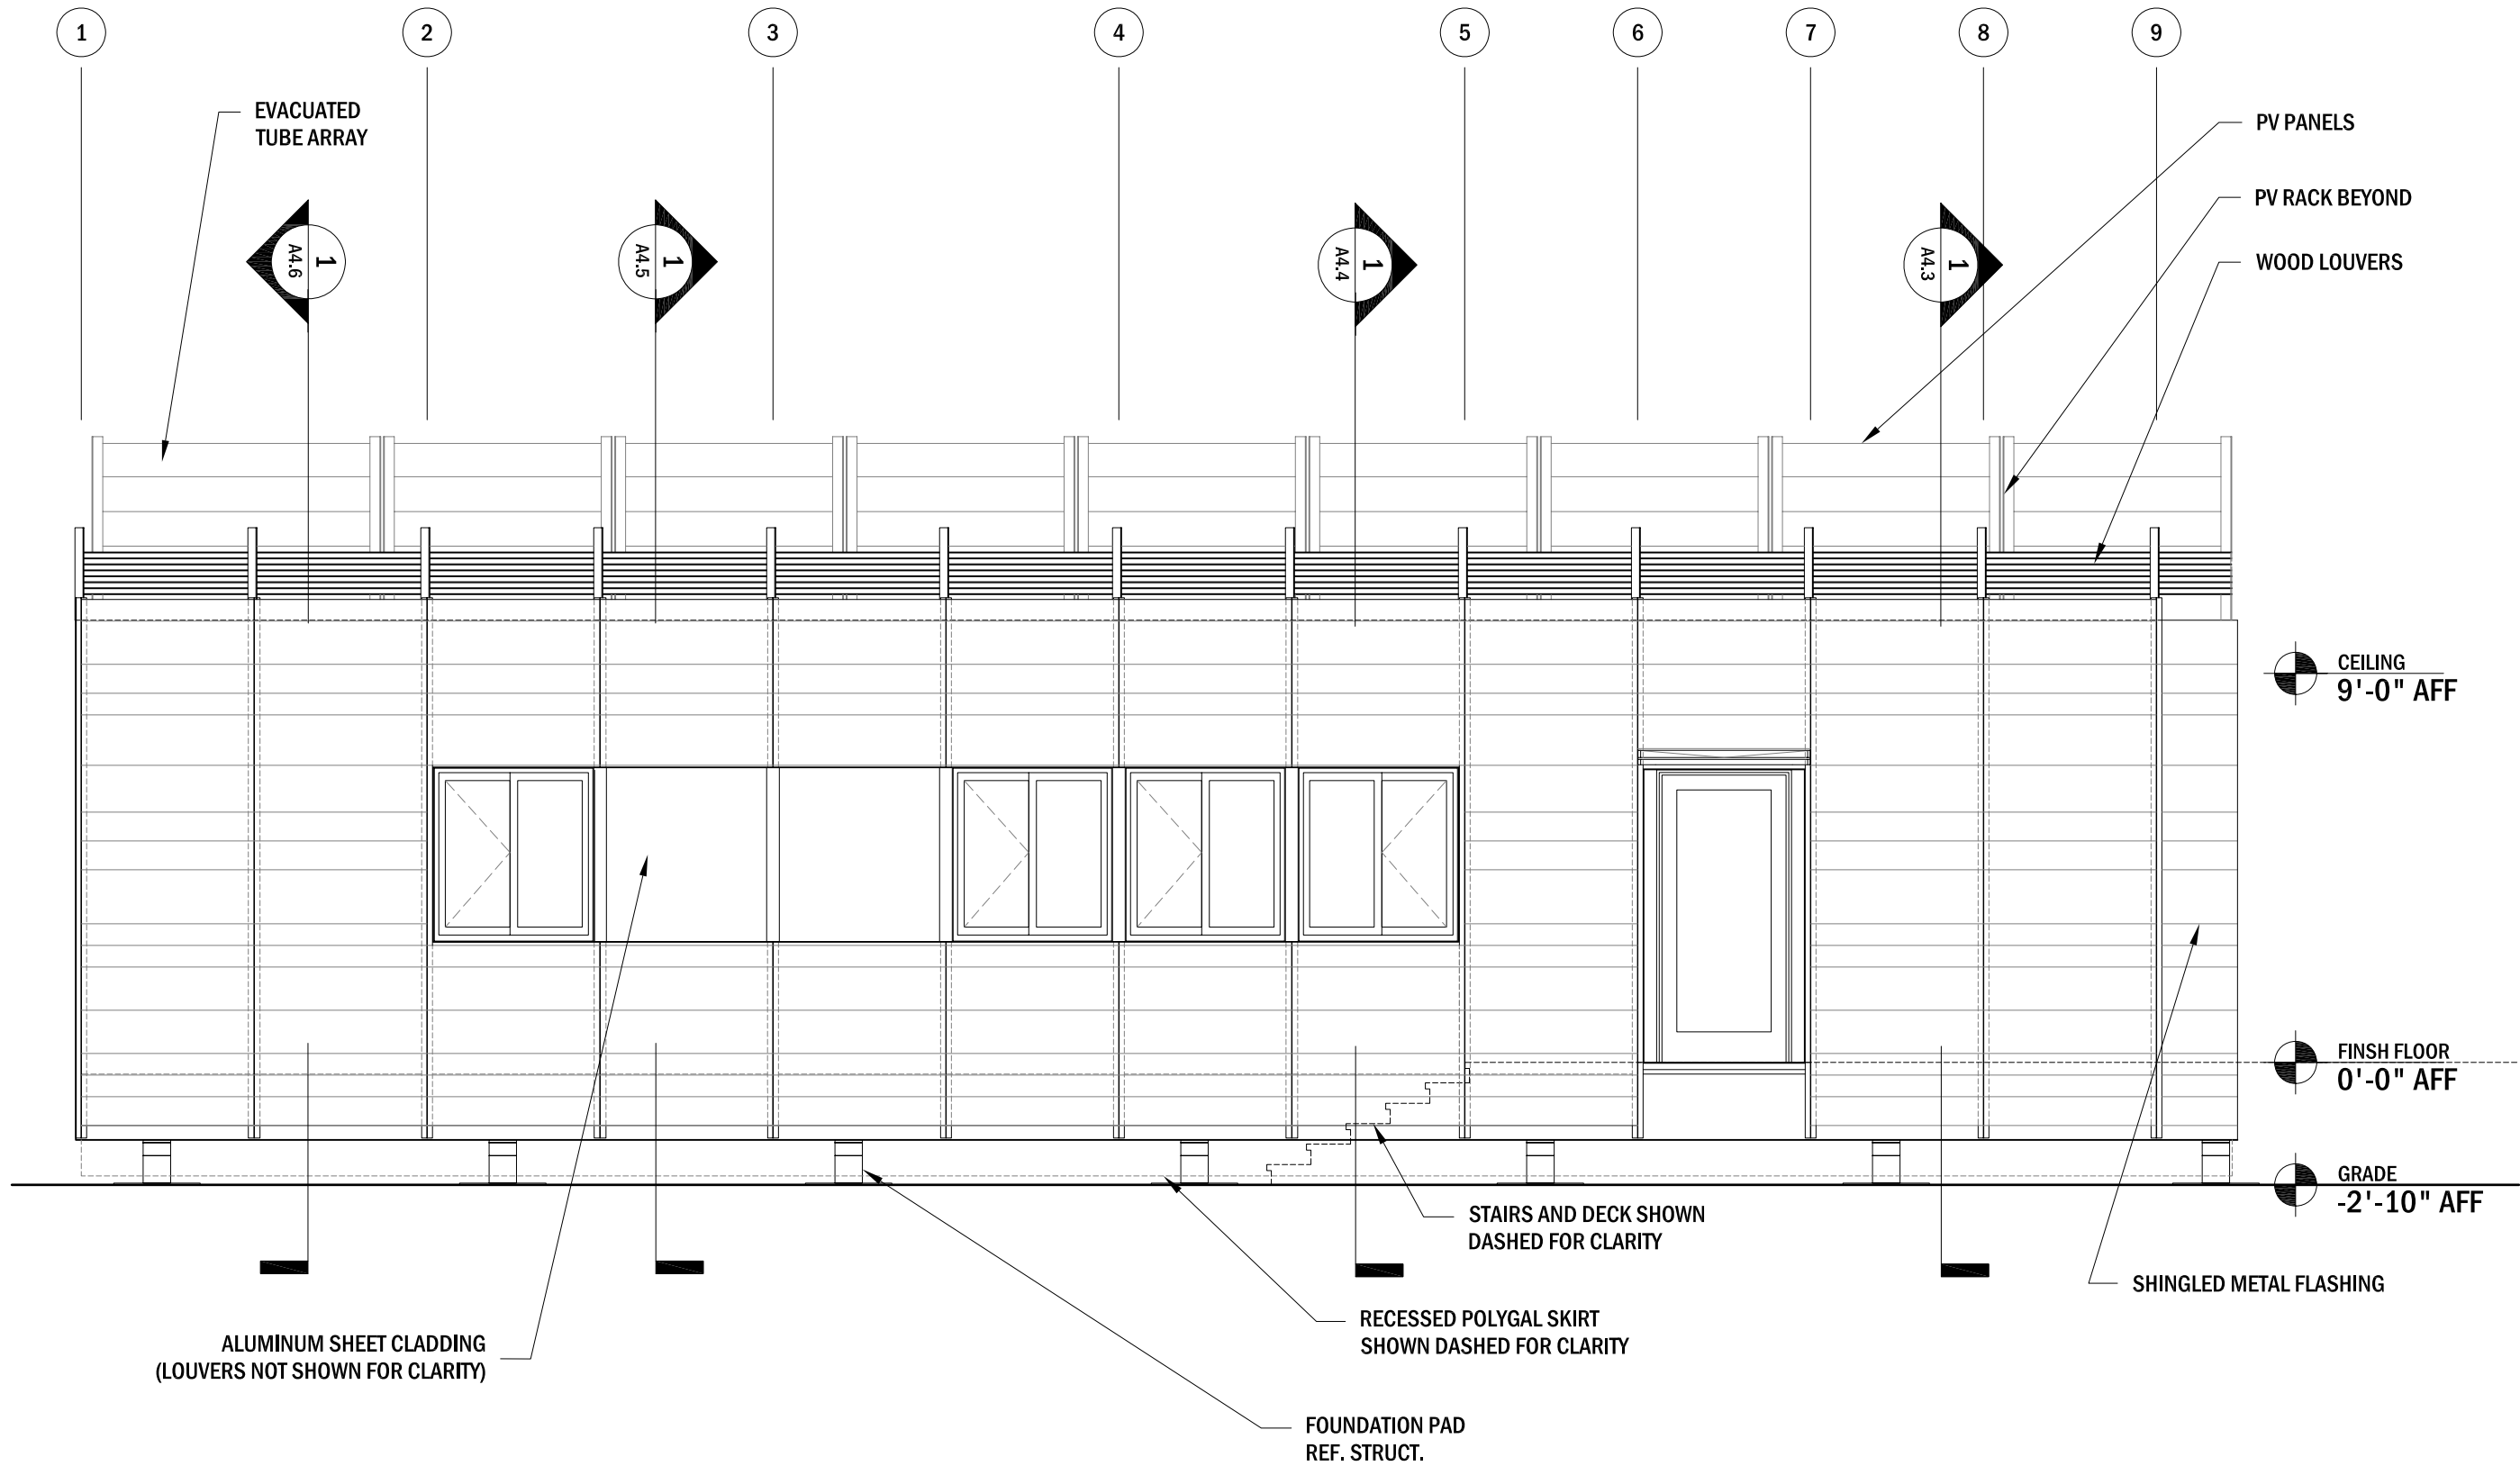 1 2 3 4 5 6 7 8 9
EVACUATED
TUBE ARRAY
PV PANELS
PV RACK BEYOND
WOOD LOUVERS
1
A4.6
1
A4.5
1
A4.4
1
A4.3
CEILING
9'-0" AFF
FINSH FLOOR
0'-0" AFF
GRADE
-2'-10" AFF
STAIRS AND DECK SHOWN
DASHED FOR CLARITY
SHINGLED METAL FLASHING
RECESSED POLYGAL SKIRT
SHOWN DASHED FOR CLARITY
ALUMINUM SHEET CLADDING
(LOUVERS NOT SHOWN FOR CLARITY)
FOUNDATION PAD
REF. STRUCT.